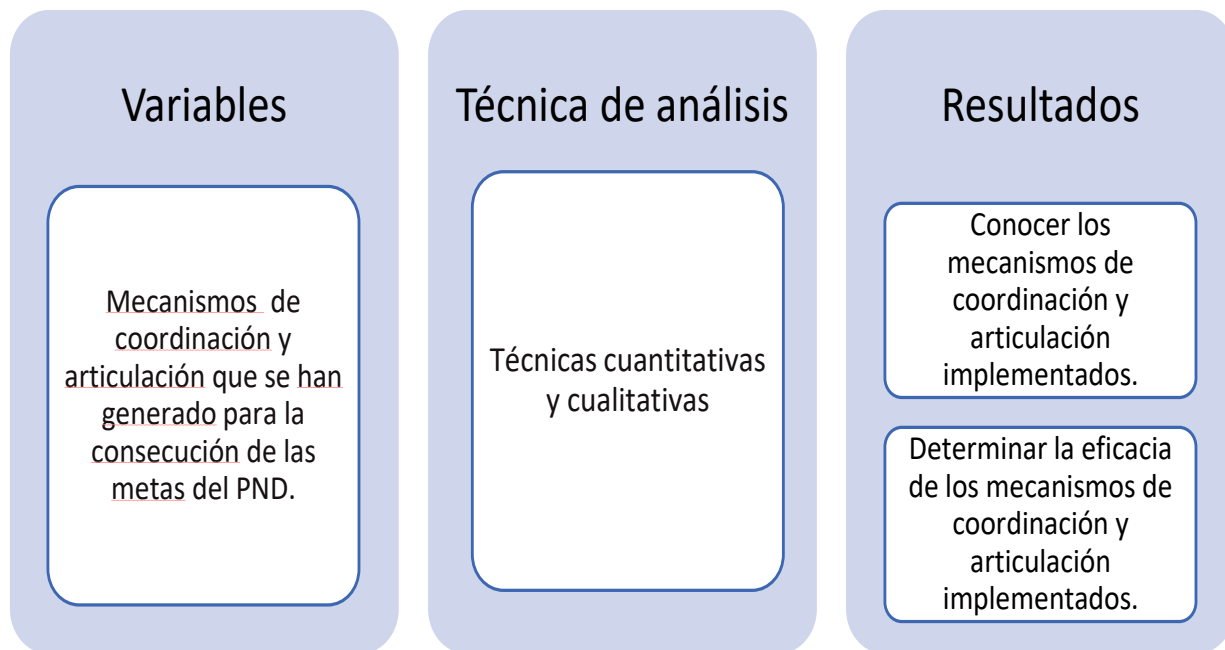 Variables
Mecanismos de
coordinación y
articulación que se han
generado para la
consecución de las
metas del PND.
Técnica de análisis
Técnicas cuantitativas
y cualitativas
Resultados
Conocer los
mecanismos de
coordinación y
articulación
implementados.
Determinar la eficacia
de los mecanismos de
coordinación y
articulación
implementados.